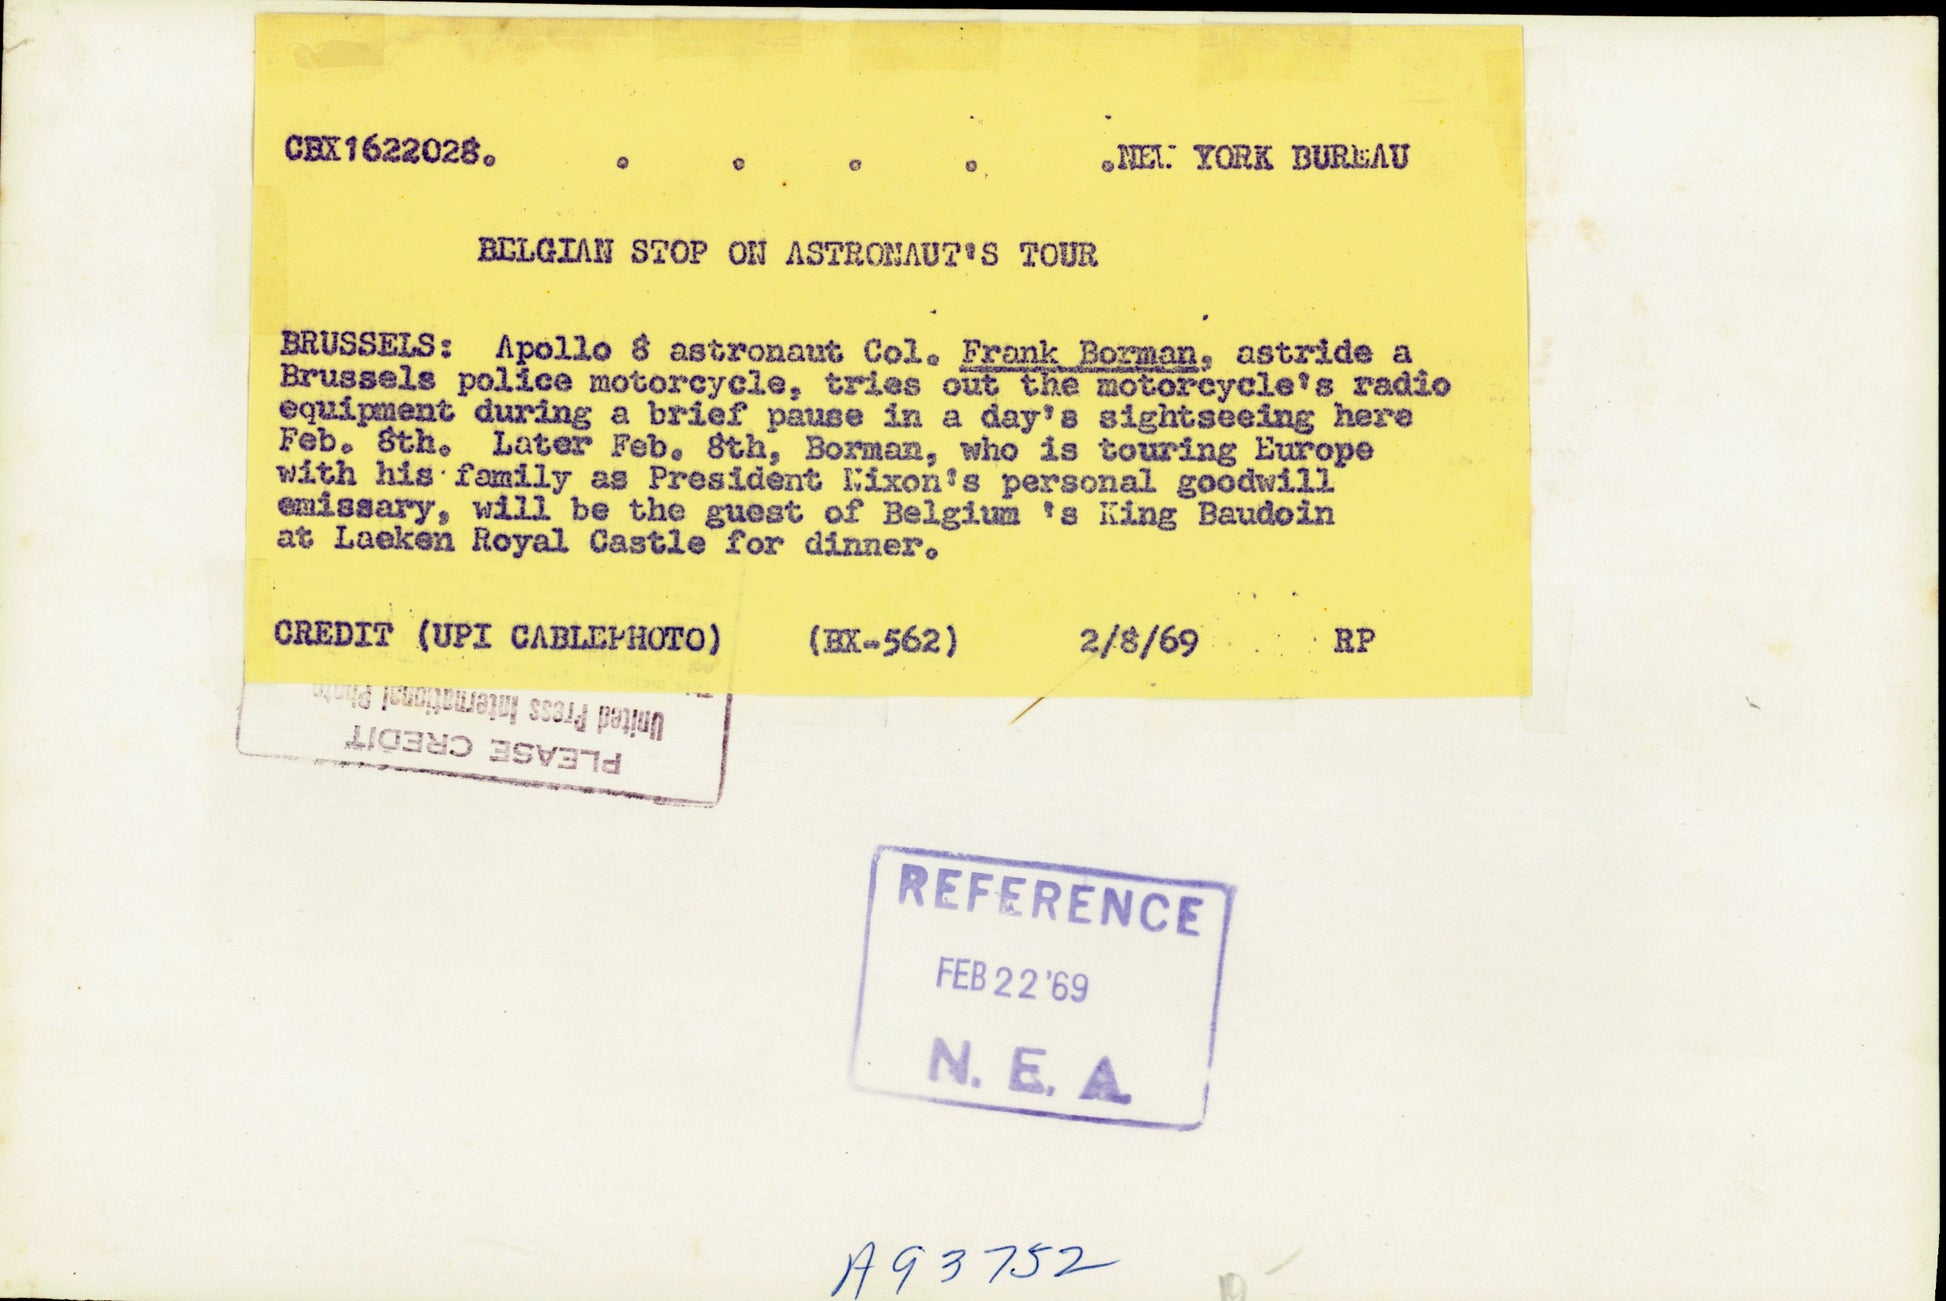 CBX1622028. . . . . .NEW YORK BUREAU
BELGIAN STOP ON ASTRONAUT'S TOUR
BRUSSELS: Apollo 8 astronaut Col. Frank Borman, astride a
Brussels police motorcycle, tries out the motorcycle's radio
equipment during a brief pause in a day's sightseeing here
Feb. 8th. Later Feb. 8th, Borman, who is touring Europe
with his family as President Nixon's personal goodwill
emissary, will be the guest of Belgium 's King Baudoin
at Laeken Royal Castle for dinner.
CREDIT (UPI CABLEPHOTO) (BX-562) 2/8/69 RP
United Press International Photo
PLEASE CREDIT
REFERENCE
FEB 22 '69
N. E. A.
A93752